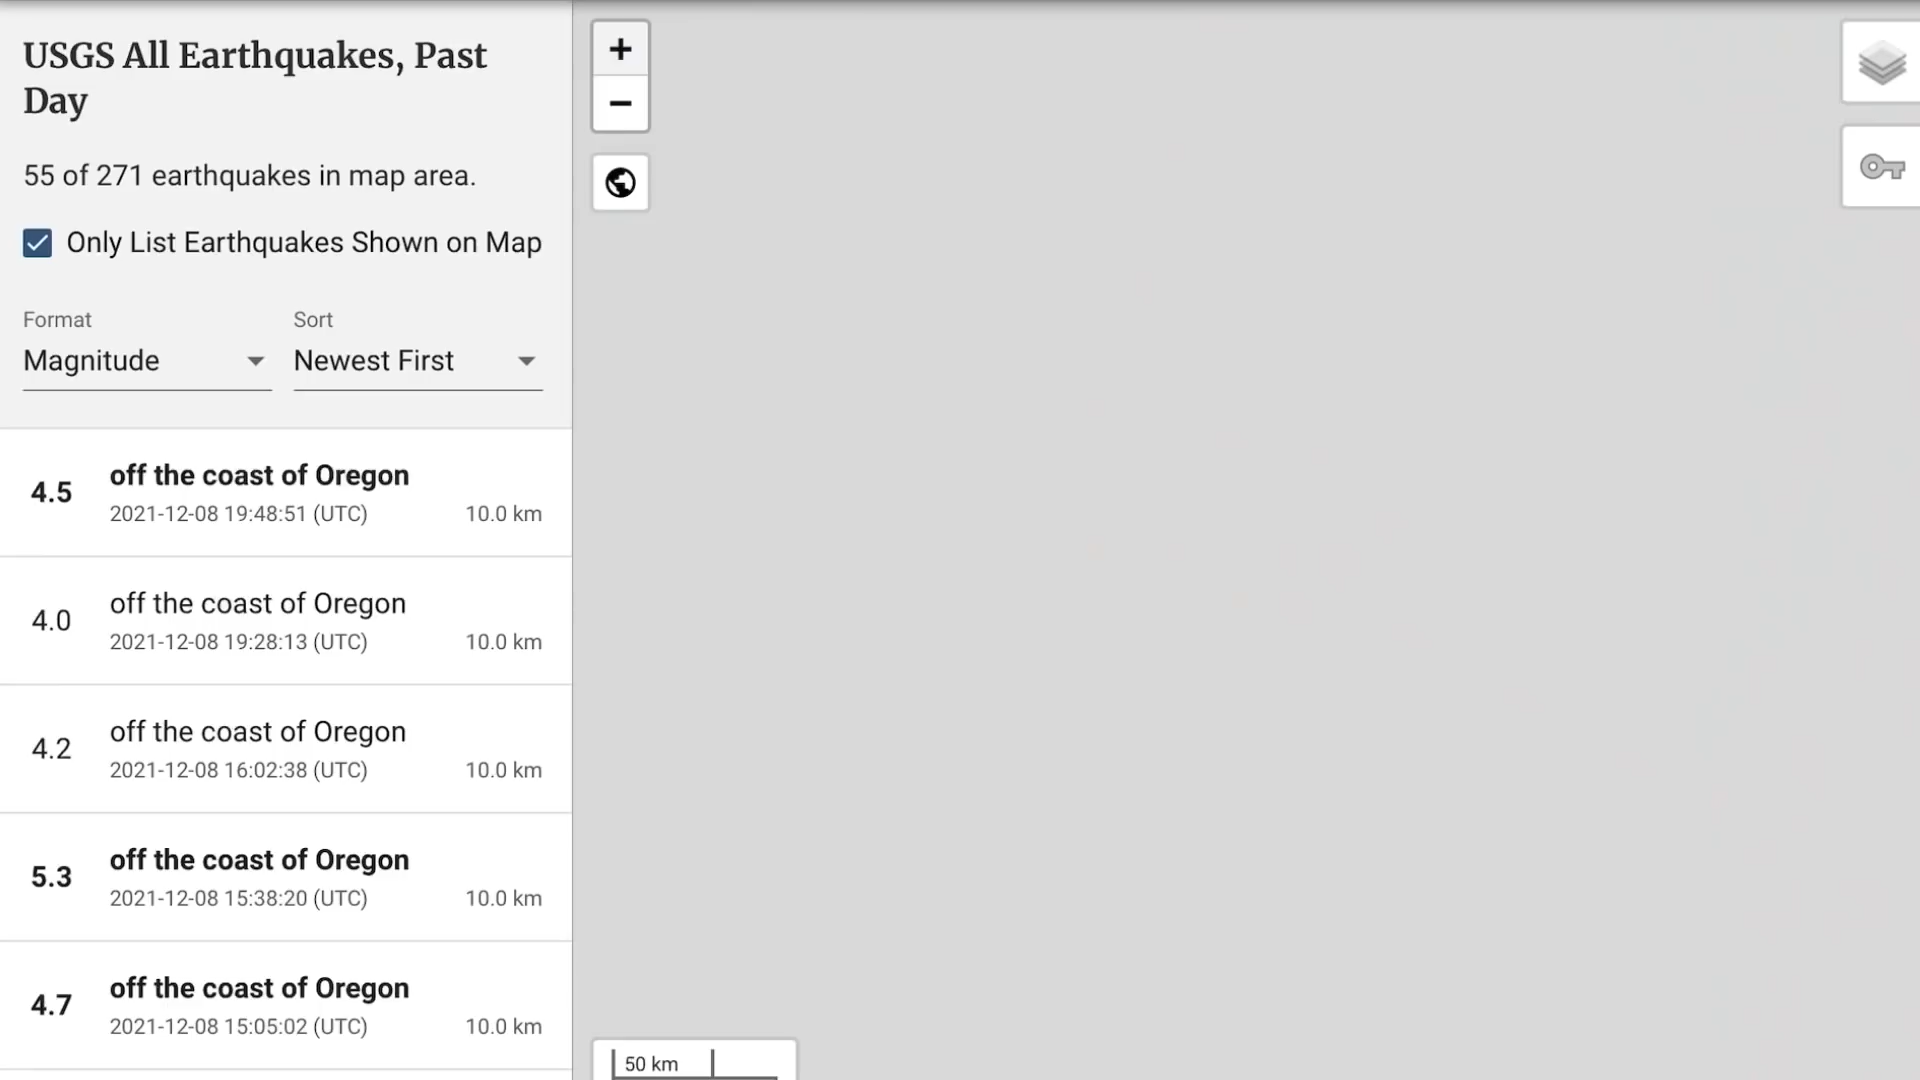 USGS All Earthquakes, Past
Day
55 of 271 earthquakes in map area.
Only List Earthquakes Shown on Map
Format
Magnitude
Sort
Newest First
4.5
off the coast of Oregon
2021-12-08 19:48:51 (UTC)
10.0 km
4.0
off the coast of Oregon
2021-12-08 19:28:13 (UTC)
10.0 km
4.2
off the coast of Oregon
2021-12-08 16:02:38 (UTC)
10.0 km
5.3
off the coast of Oregon
2021-12-08 15:38:20 (UTC)
10.0 km
4.7
off the coast of Oregon
2021-12-08 15:05:02 (UTC)
10.0 km
+
−
50 km